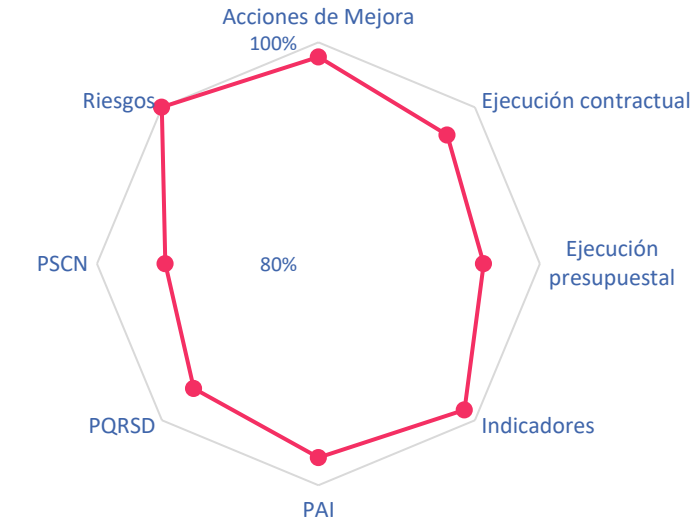 Acciones de Mejora
100%
Riesgos
Ejecución contractual
PSCN
80%
Ejecución
presupuestal
PQRSD
Indicadores
PAI